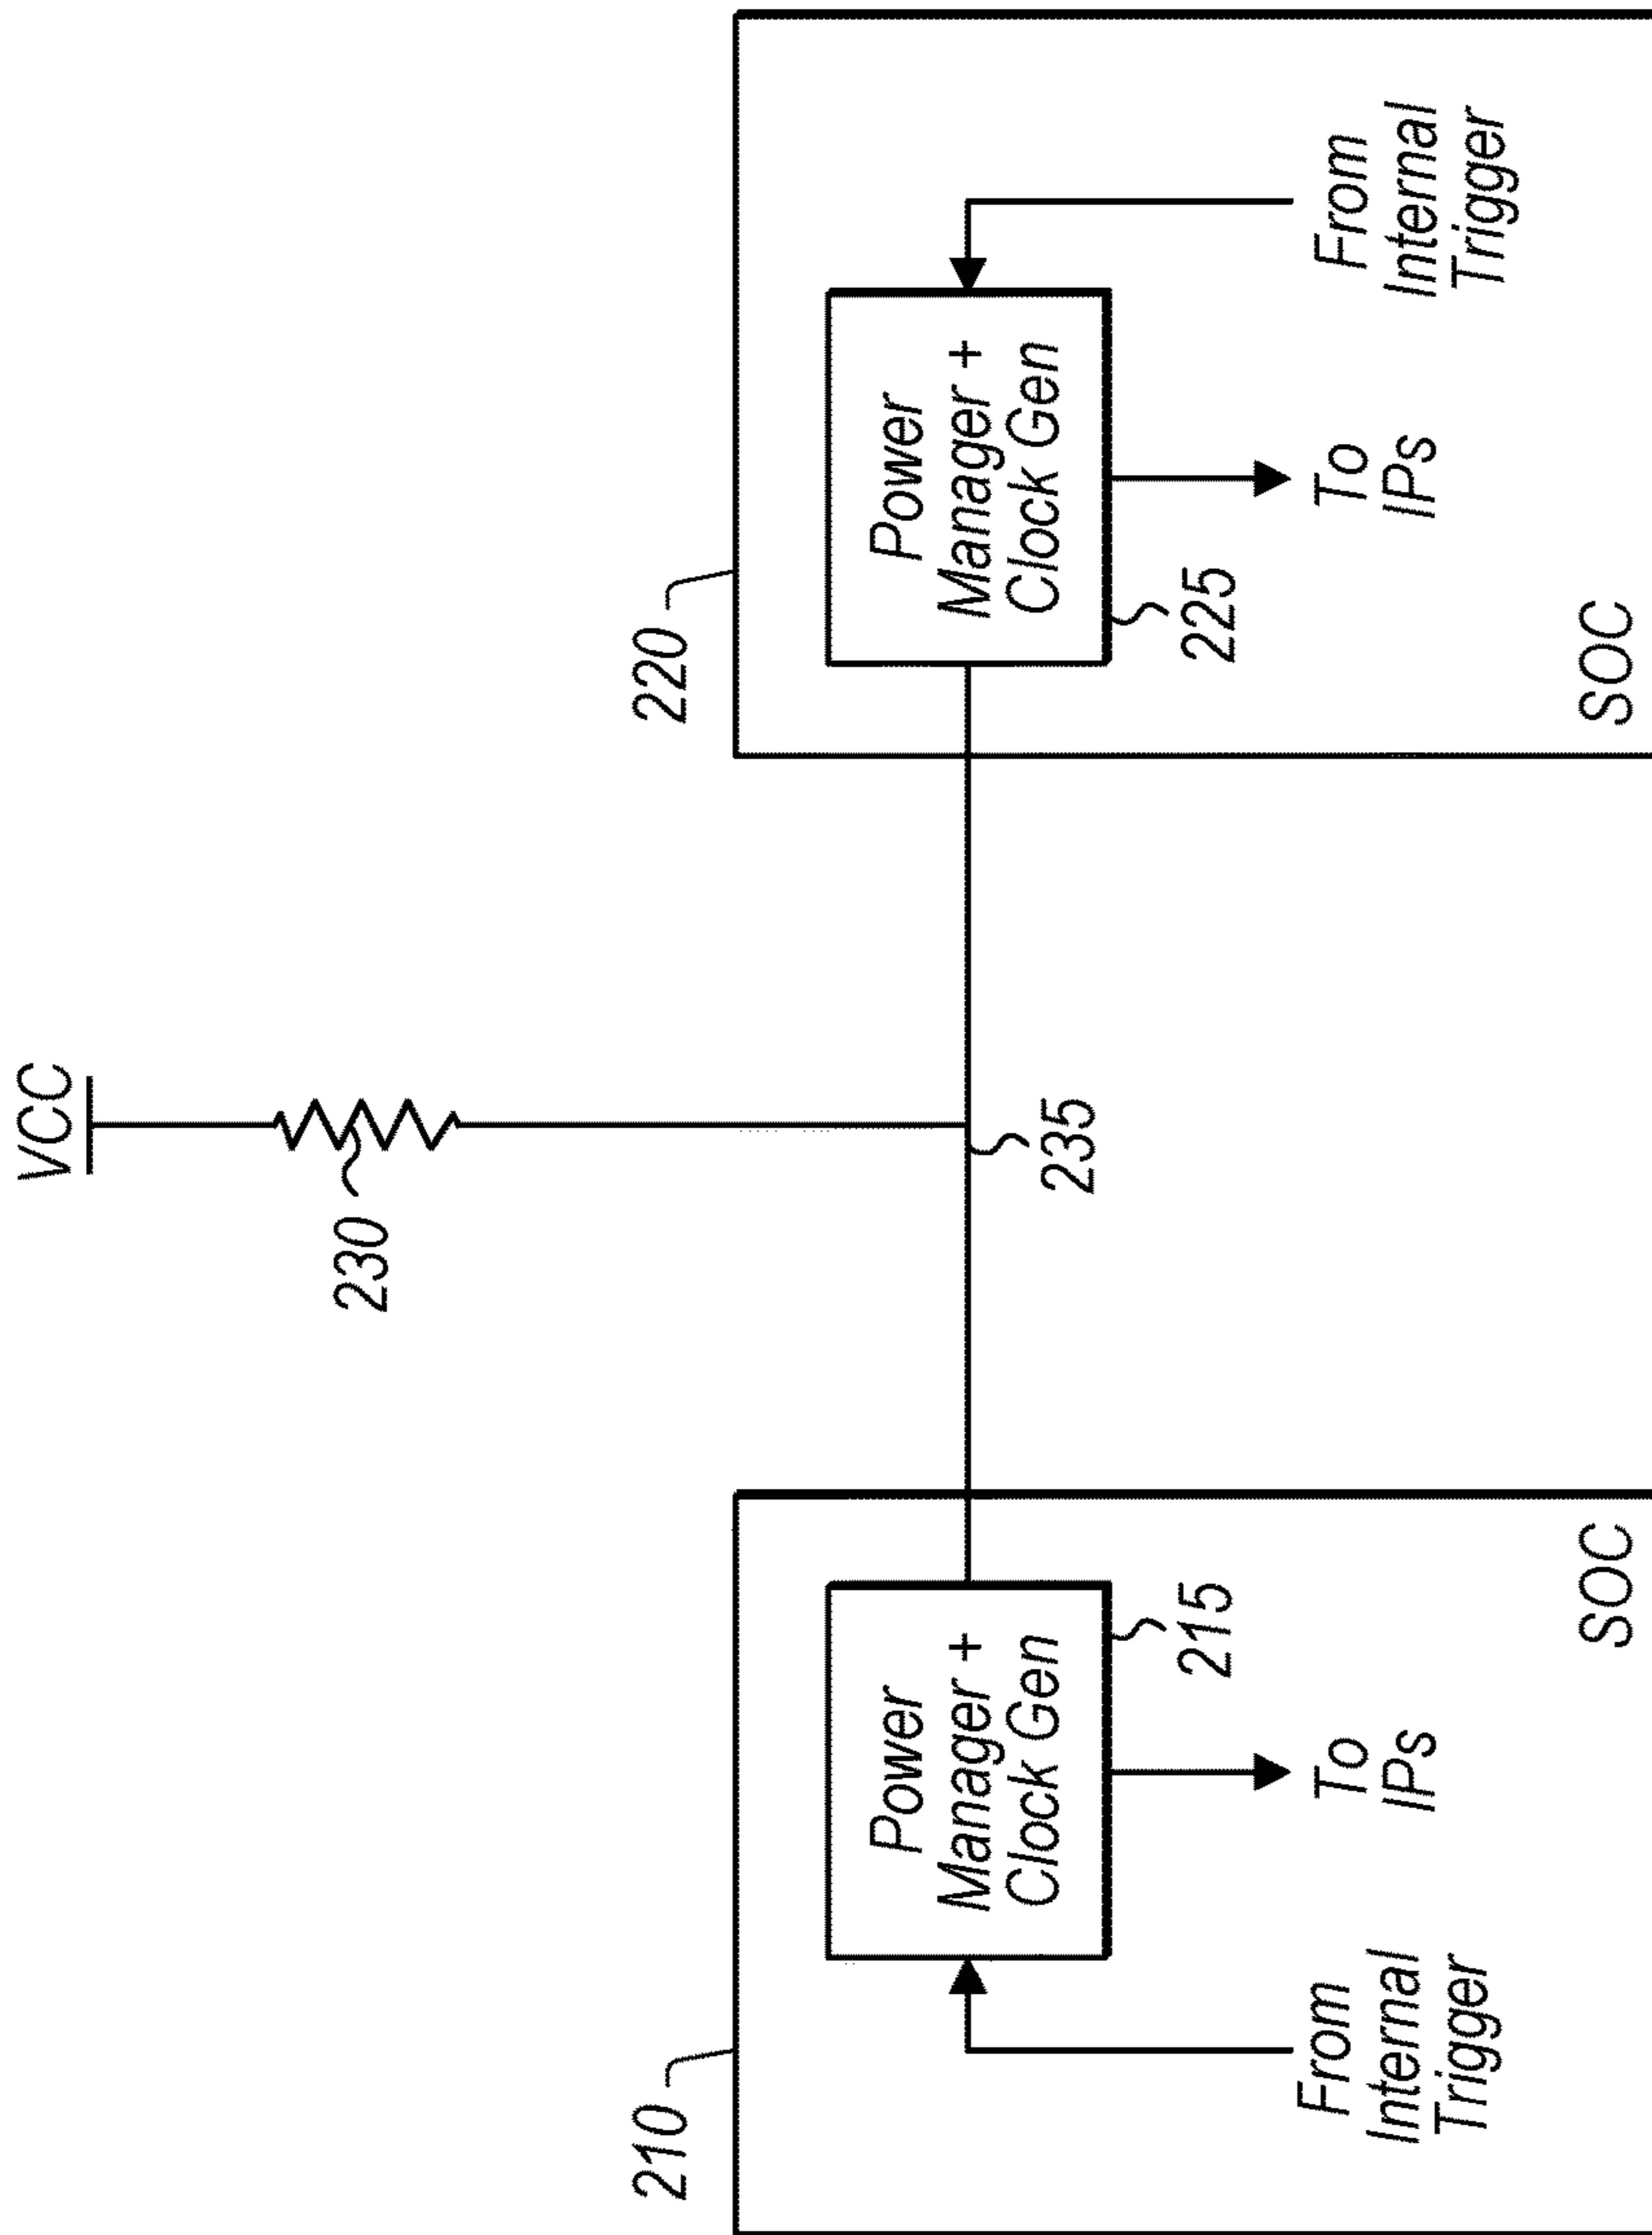 VCC
230
210
220
Power
Manager +
Clock Gen
235
Power
Manager +
Clock Gen
215
225
From
Internal
Trigger
To
IPs
To
IPs
From
Internal
Trigger
SOC
SOC